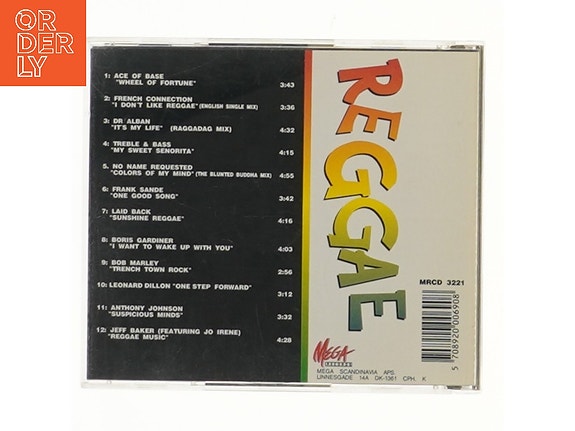 ORDERLY
1: ACE OF BASE
"WHEEL OF FORTUNE" 3:43
2: FRENCH CONNECTION
"I DON'T LIKE REGGAE" (ENGLISH SINGLE MIX) 3:36
3: DR ALBAN
"IT'S MY LIFE" (RAGGADAG MIX) 4:32
4: TREBLE & BASS
"MY SWEET SENORITA" 4:15
5. NO NAME REQUESTED
"COLORS OF MY MIND" (THE BLUNTED BUDDHA MIX) 4:55
6: FRANK SANDE
"ONE GOOD SONG" 3:42
7: LAID BACK
"SUNSHINE REGGAE" 4:16
8: BORIS GARDINER
"I WANT TO WAKE UP WITH YOU" 4:03
9: BOB MARLEY
"TRENCH TOWN ROCK" 2:56
10: LEONARD DILLON "ONE STEP FORWARD"
3:12
11: ANTHONY JOHNSON
"SUSPICIOUS MINDS" 3:32
12: JEFF BAKER (FEATURING JO IRENE)
"REGGAE MUSIC" 4:28
REGGAE
MRCD 3221
5 708920 006908
MEGA
RECORDS
MEGA SCANDINAVIA APS.
LINNESGADE 14A DK-1361 CPH. K